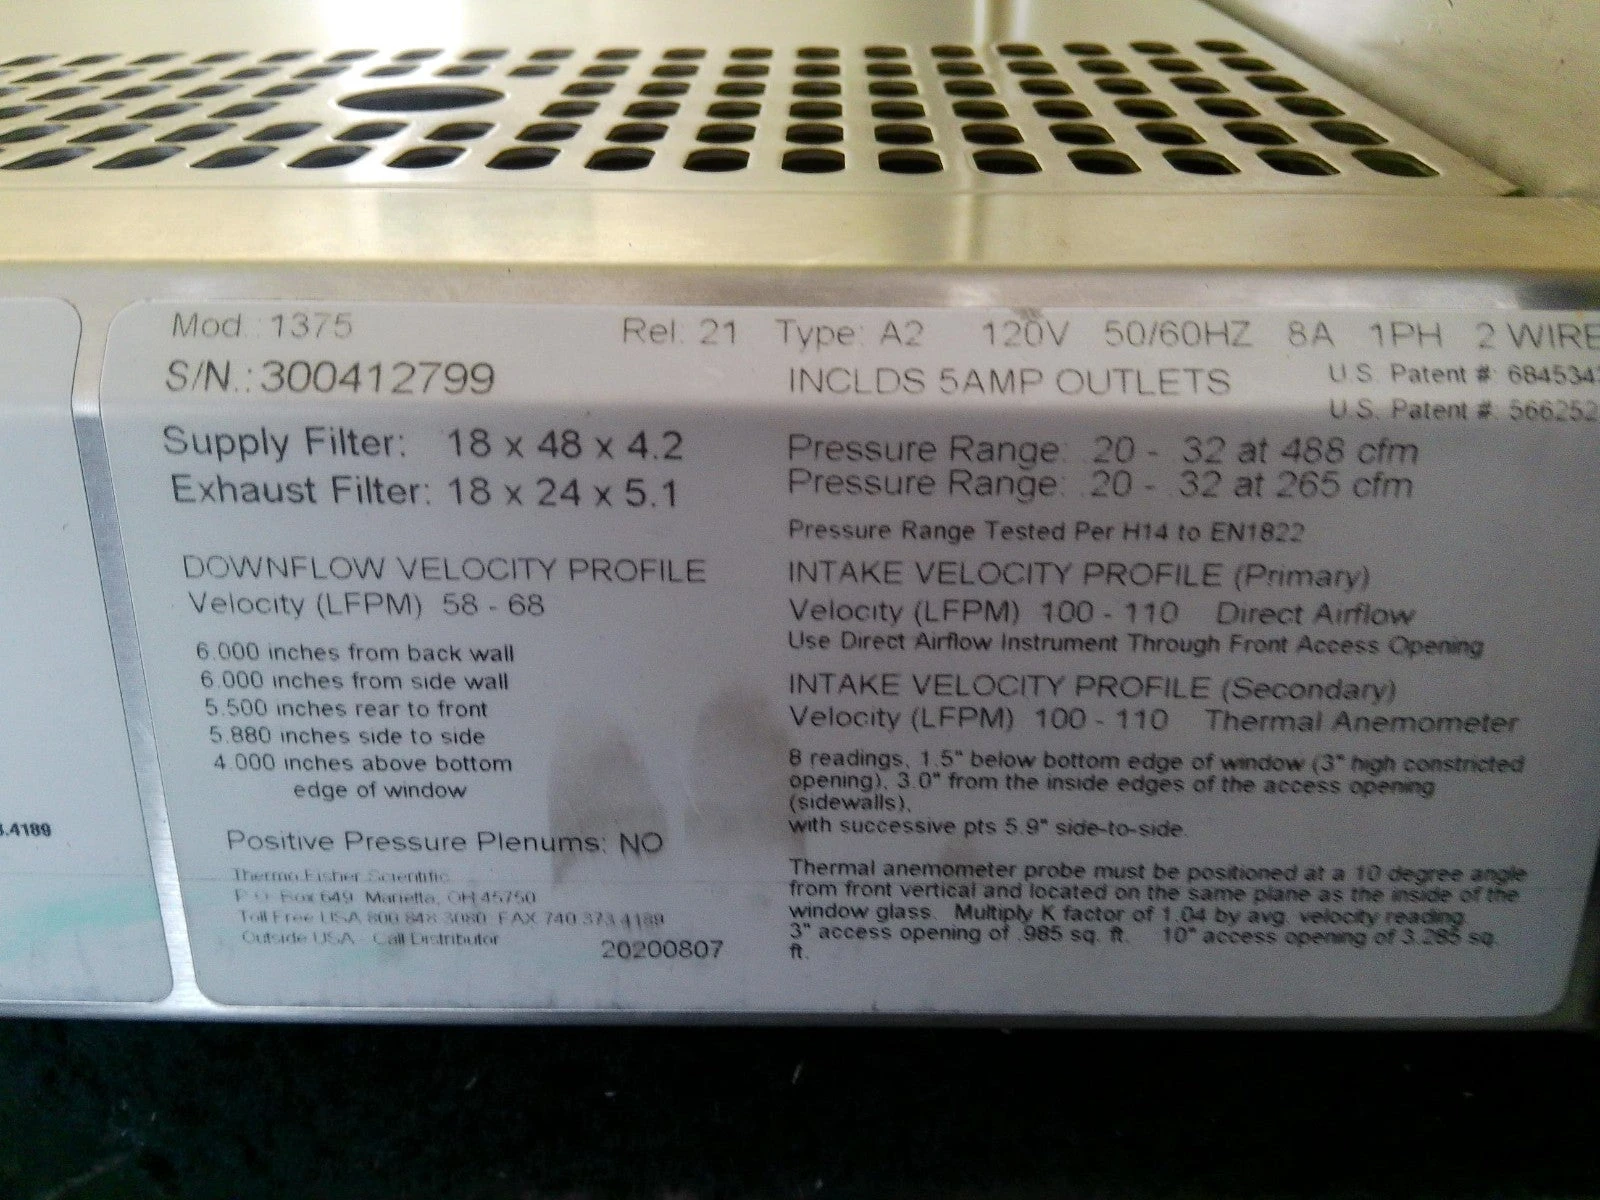 Mod.: 1375 Rel. 21 Type: A2 120V 50/60HZ 8A 1PH 2 WIRE
S/N.: 300412799 INCLDS 5AMP OUTLETS U.S. Patent #: 684534
U.S. Patent #. 566252
Supply Filter: 18 x 48 x 4.2 Pressure Range: .20 - .32 at 488 cfm
Exhaust Filter: 18 x 24 x 5.1 Pressure Range: .20 - .32 at 265 cfm
Pressure Range Tested Per H14 to EN1822
DOWNFLOW VELOCITY PROFILE
Velocity (LFPM) 58 - 68
6.000 inches from back wall
6.000 inches from side wall
5.500 inches rear to front
5.880 inches side to side
4.000 inches above bottom
edge of window
Positive Pressure Plenums: NO
Thermo Fisher Scientific
P.O. Box 649, Marietta, OH 45750
Toll Free USA 800.848.3080 FAX 740.373.4189
Outside USA - Call Distributor
20200807
INTAKE VELOCITY PROFILE (Primary)
Velocity (LFPM) 100 - 110 Direct Airflow
Use Direct Airflow Instrument Through Front Access Opening
INTAKE VELOCITY PROFILE (Secondary)
Velocity (LFPM) 100 - 110 Thermal Anemometer
8 readings, 1.5" below bottom edge of window (3" high constricted
opening), 3.0" from the inside edges of the access opening
(sidewalls),
with successive pts 5.9" side-to-side.
Thermal anemometer probe must be positioned at a 10 degree angle
from front vertical and located on the same plane as the inside of the
window glass. Multiply K factor of 1.04 by avg. velocity reading.
3" access opening of .985 sq. ft. 10" access opening of 3.285 sq.
ft.
.4189